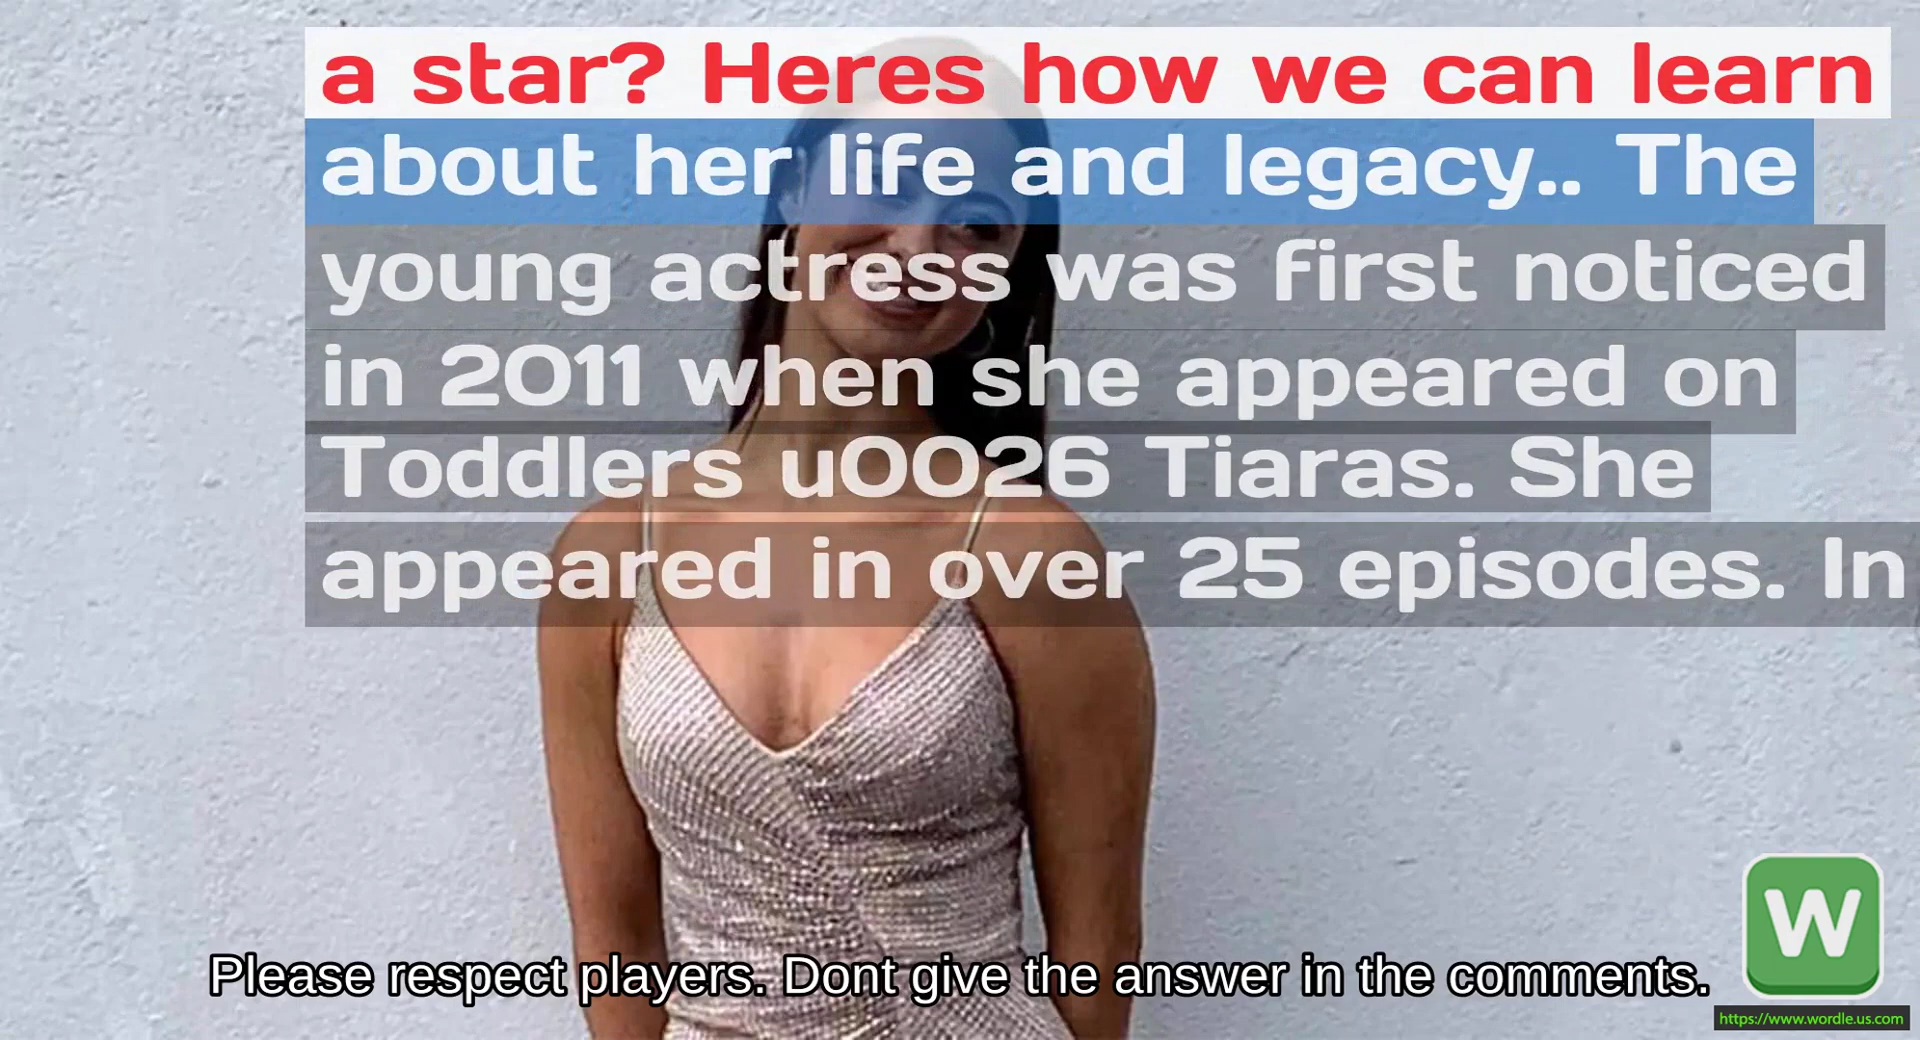 a star? Heres how we can learn
about her life and legacy.. The
young actress was first noticed
in 2011 when she appeared on
Toddlers u0026 Tiaras. She
appeared in over 25 episodes. In
Please respect players. Dont give the answer in the comments.
W
https://www.wordle.us.com